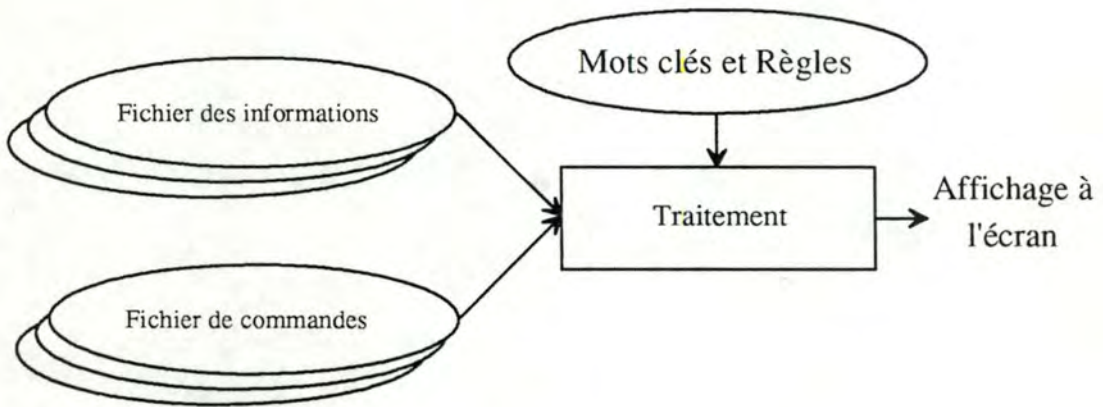 Mots clés et Règles
Fichier des informations
Traitement
Affichage à
l'écran
Fichier de commandes